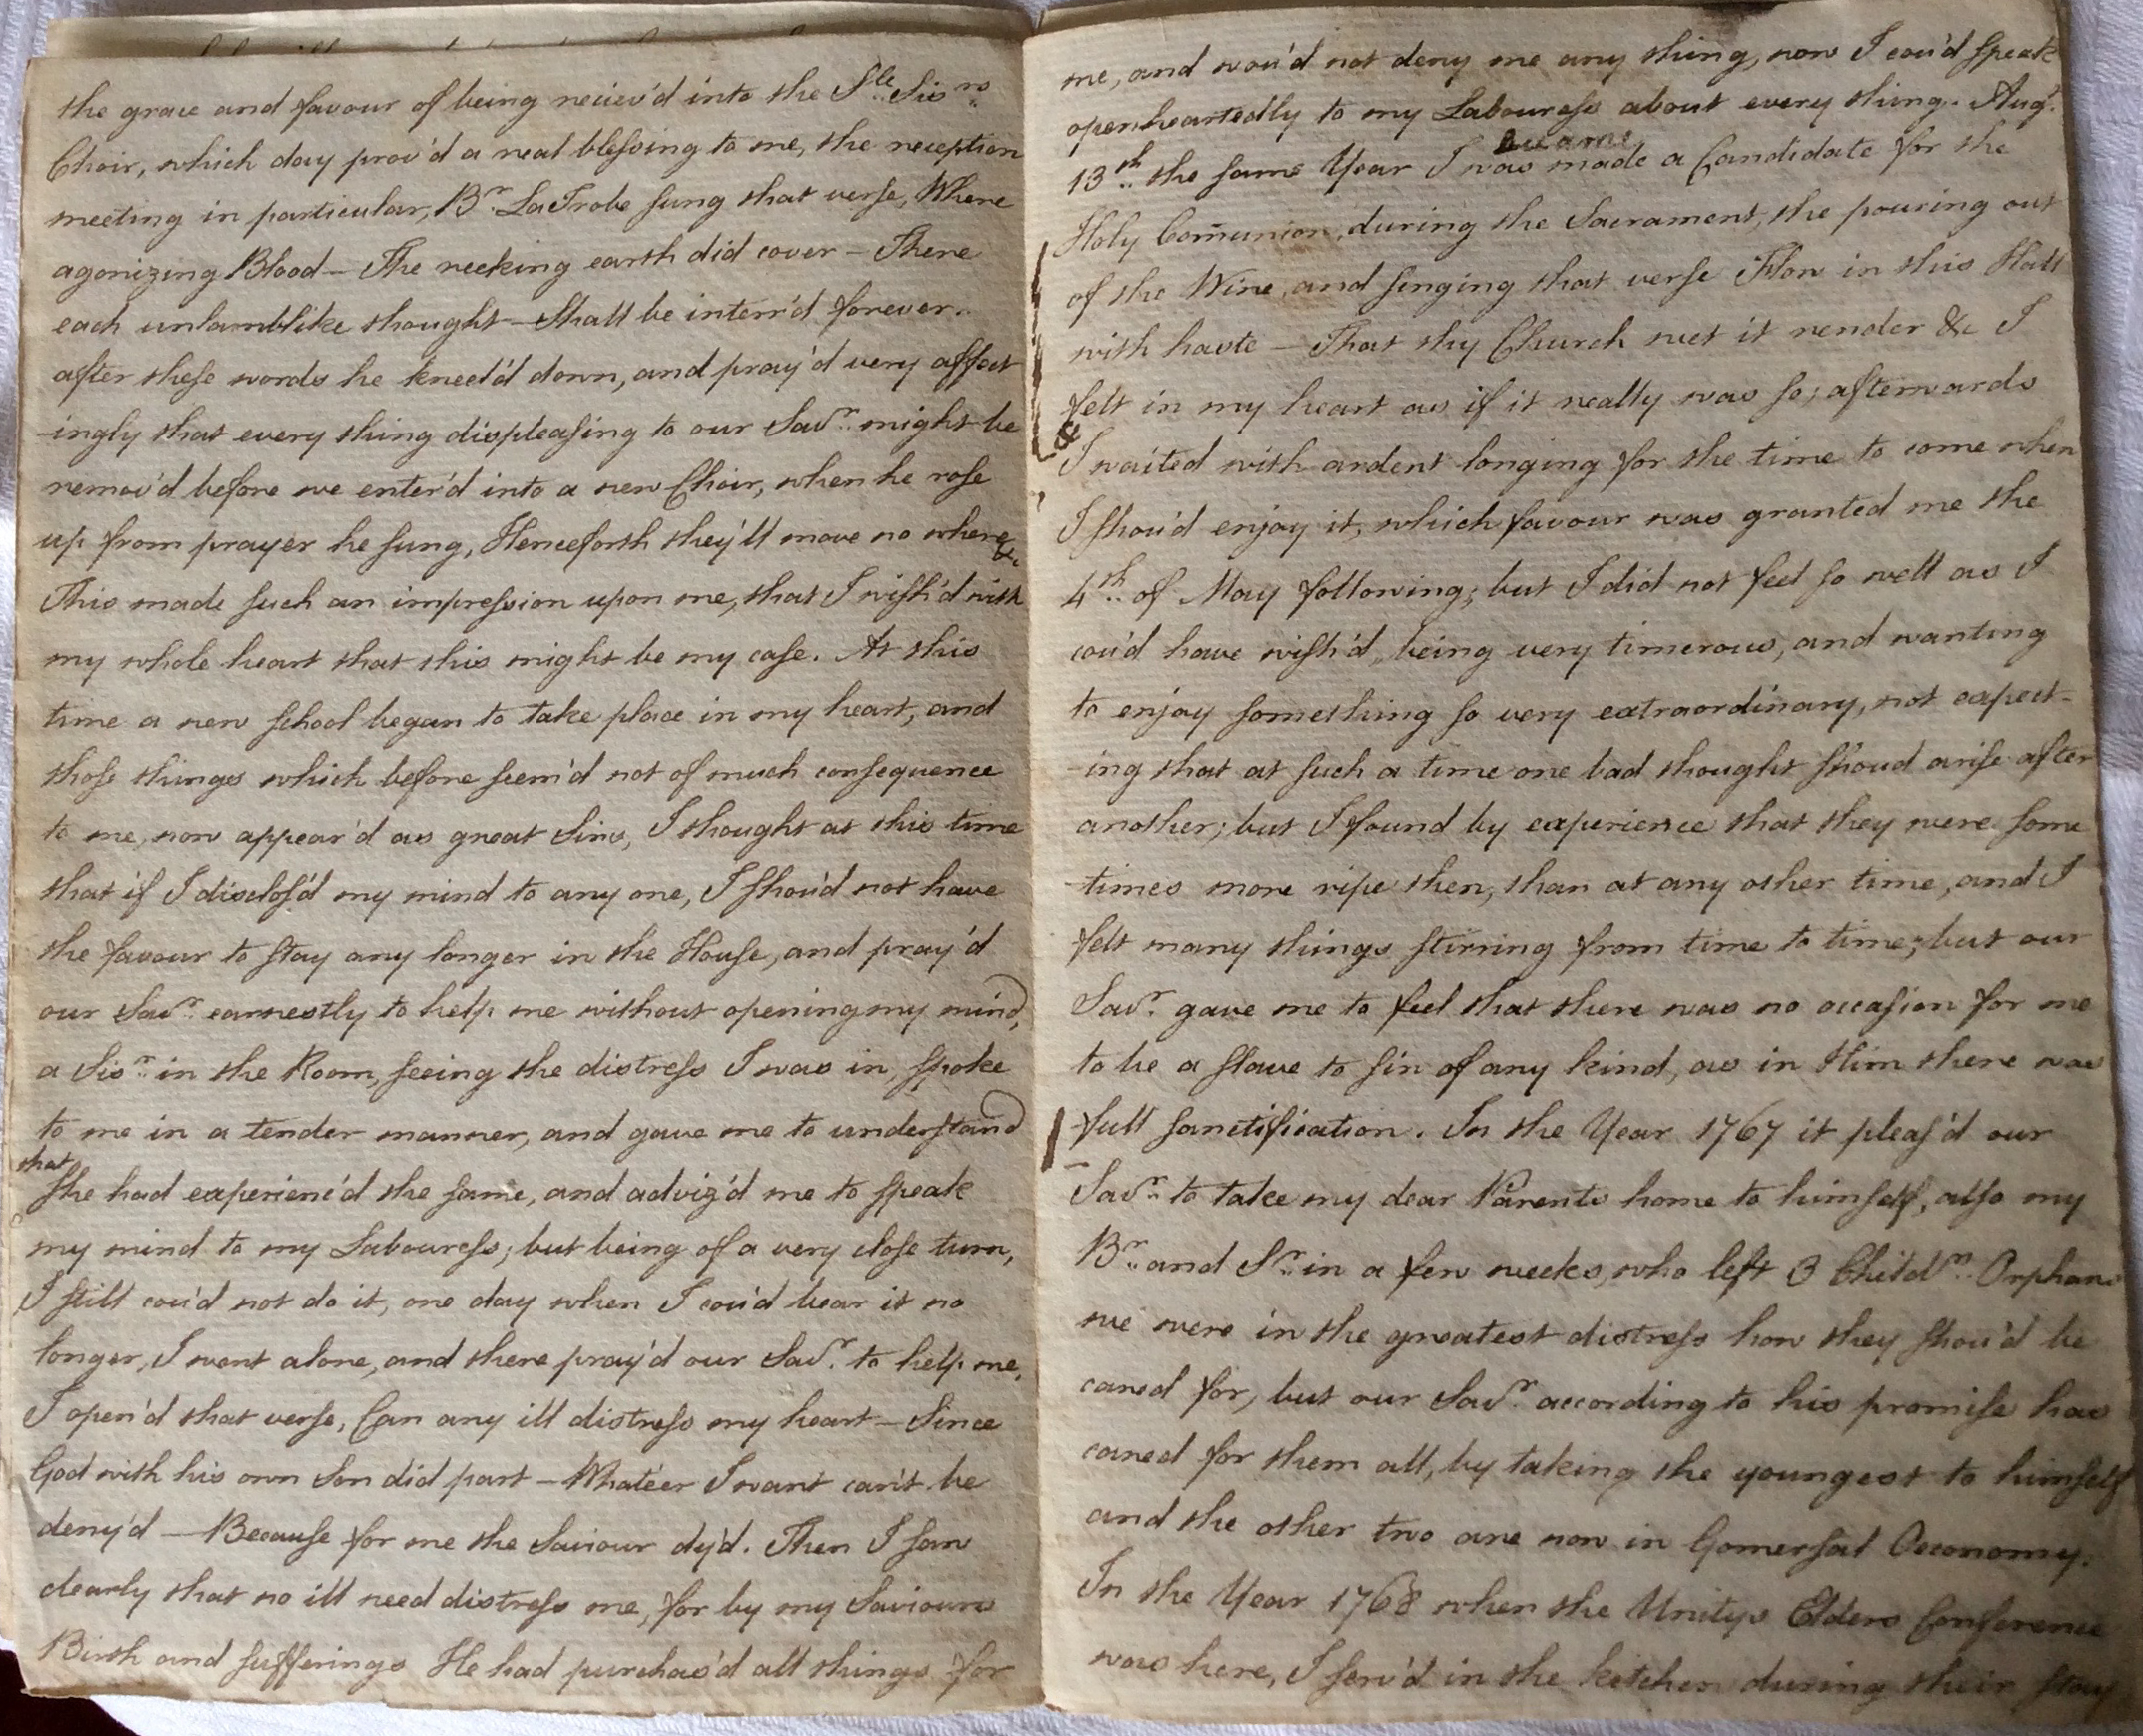 the grace and favour of being reciev'd into the Sle. Sisrs.
Choir, which day prov'd a real blessing to me, the reception
meeting in particular, Br. LaTrobe sung that verse, Where
agonizing Blood – The reeking earth did cover – There
each unlamblike thought – Shall be interr'd forever.
after these words he kneel'd down, and pray'd very affect
-ingly that every thing displeasing to our Savr. might be
remov'd before we enter'd into a new Choir, when he rose
up from prayer he sung, Henceforth they'll move no where &c
This made such an impression upon me, that I wish'd with
my whole heart that this might be my case. At this
time a new school began to take place in my heart, and
those things which before seem'd not of much consequence
to me, now appear'd as great Sins, I thought at this time
that if I disclos'd my mind to any one, I shou'd not have
the favour to stay any longer in the House, and pray'd
our Savr. earnestly to help me without opening my mind,
a Sisr. in the Room, seeing the distress I was in, spoke
to me in a tender manner, and gave me to understand
that
she had experienc'd the same, and adviz'd me to speak
my mind to my Labouress; but being of a very close turn,
I still cou'd not do it, one day when I cou'd bear it no
longer, I went alone, and there pray'd our Savr. to help me,
I open'd that verse, Can any ill distress my heart – Since
God with his own Son did part – Whate'er I want can't be
deny'd – Because for me the Saviour dy'd. Then I saw
clearly that no ill need distress me, for by my Saviours
Birth and sufferings He had purchas'd all things for
me, and wou'd not deny me any thing, now I cou'd speak
openheartedly to my Labouress about every thing. Augt.
became
13th. the same Year I was made a Candidate for the
Holy Com̄union, during the Sacrament, the pouring out
of the Wine, and singing that verse Flow in this Hall
with haste – That thy Church wet it render &c I
felt in my heart as if it really was so; afterwards
& I waited with ardent longing for the time to come when
I shou'd enjoy it, which favour was granted me the
4th. of May following; but I did not feel so well as I
cou'd have wish'd, being very timerous, and wanting
to enjoy something so very extraordinary, not expect-
-ing that at such a time one bad thought shoud arise after
another; but I found by experience that they were some
times more ripe then, than at any other time, and I
felt many things stirring from time to time; but our
Savr. gave me to feel that there was no occasion for me
to be a slave to sin of any kind, as in Him there was
full sanctification. In the Year 1767 it pleas'd our
Savr. to take my dear Parents home to himself, also my
Br. and Sr. in a few weeks, who left 3 Childrn. Orphans
we were in the greatest distress how they shou'd be
cared for, but our Savr. according to his promise has
cared for them all, by taking the youngest to himself
and the other two are now in Gomersal Oeconomy.
In the Year 1768 when the Unitys Elders Conference
was here, I serv'd in the kitchen during their stay